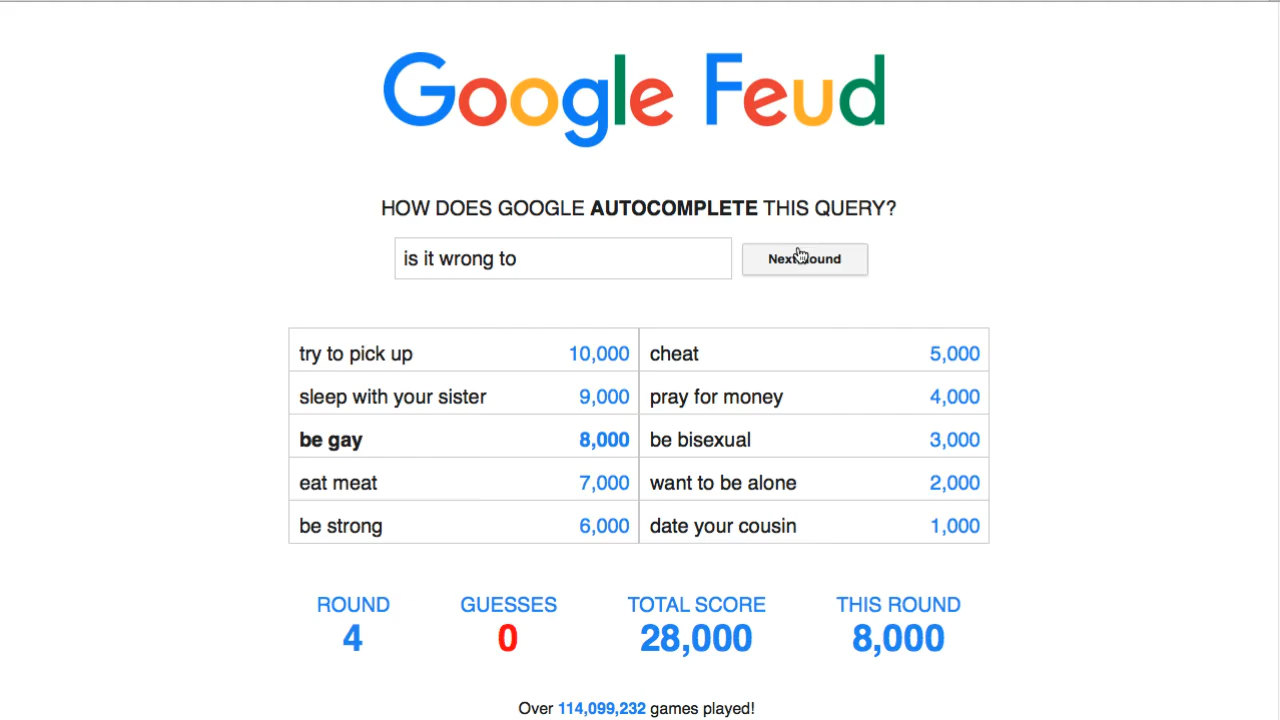 Google Feud
HOW DOES GOOGLE AUTOCOMPLETE THIS QUERY?
is it wrong to
Next Round
try to pick up 10,000 cheat 5,000
sleep with your sister 9,000 pray for money 4,000
be gay 8,000 be bisexual 3,000
eat meat 7,000 want to be alone 2,000
be strong 6,000 date your cousin 1,000
ROUND GUESSES TOTAL SCORE THIS ROUND
4 0 28,000 8,000
Over 114,099,232 games played!